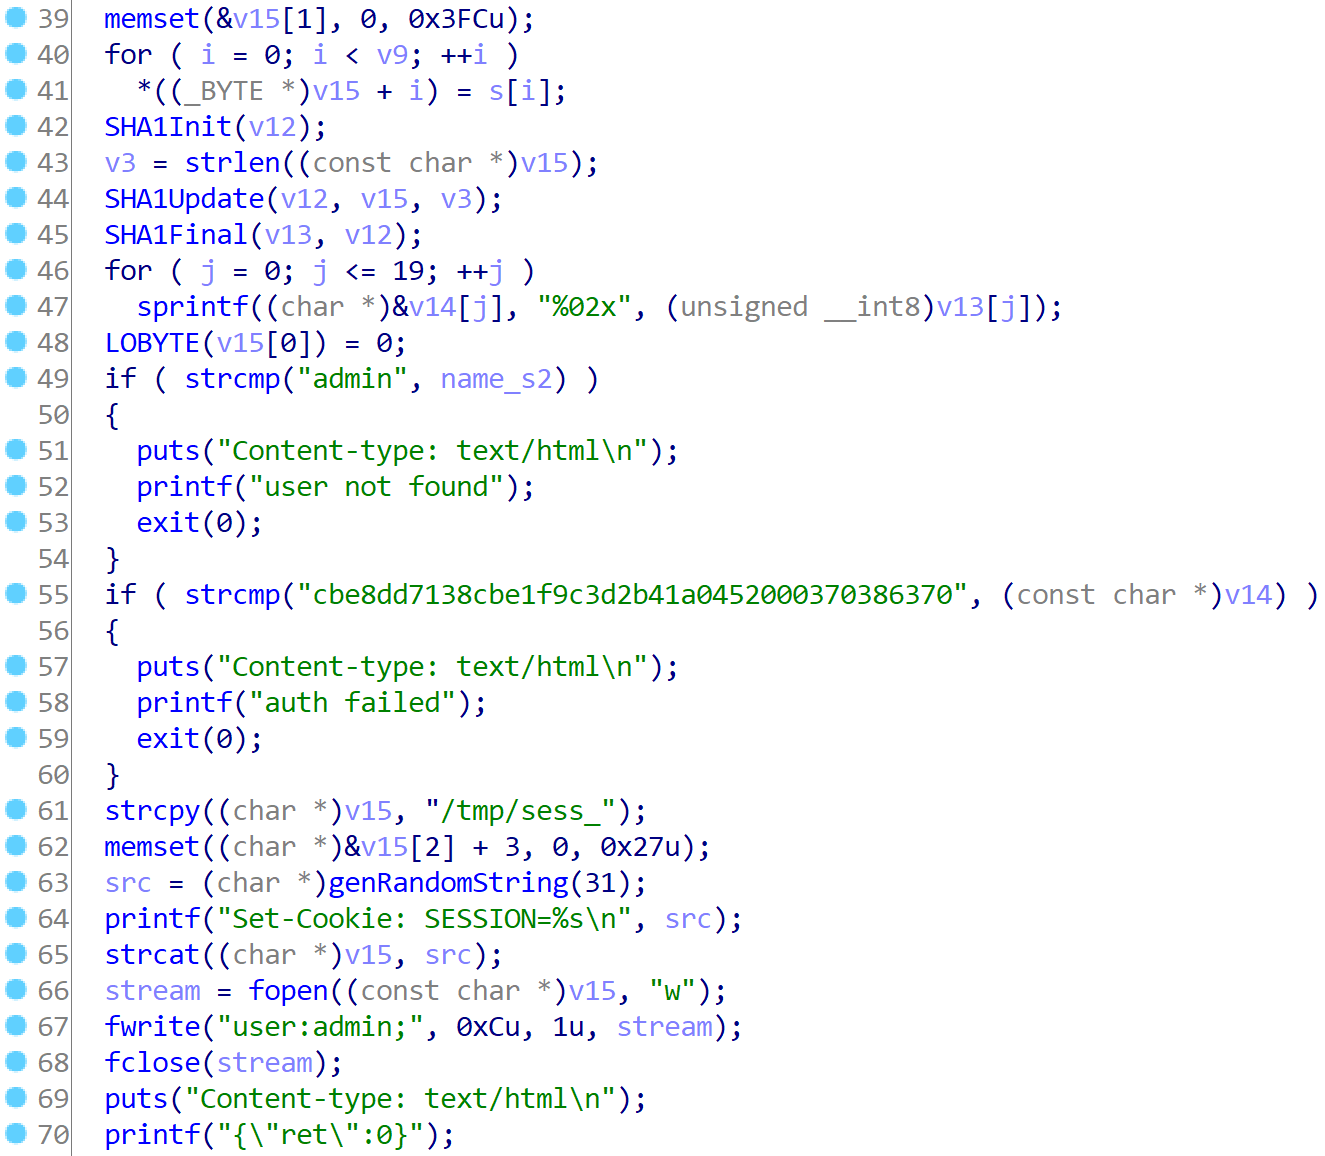 39 memset(&v15[1], 0, 0x3FCu);
40 for ( i = 0; i < v9; ++i )
41 *((_BYTE *)v15 + i) = s[i];
42 SHA1Init(v12);
43 v3 = strlen((const char *)v15);
44 SHA1Update(v12, v15, v3);
45 SHA1Final(v13, v12);
46 for ( j = 0; j <= 19; ++j )
47 sprintf((char *)&v14[j], "%02x", (unsigned __int8)v13[j]);
48 LOBYTE(v15[0]) = 0;
49 if ( strcmp("admin", name_s2) )
50 {
51 puts("Content-type: text/html\n");
52 printf("user not found");
53 exit(0);
54 }
55 if ( strcmp("cbe8dd7138cbe1f9c3d2b41a0452000370386370", (const char *)v14) )
56 {
57 puts("Content-type: text/html\n");
58 printf("auth failed");
59 exit(0);
60 }
61 strcpy((char *)v15, "/tmp/sess_");
62 memset((char *)&v15[2] + 3, 0, 0x27u);
63 src = (char *)genRandomString(31);
64 printf("Set-Cookie: SESSION=%s\n", src);
65 strcat((char *)v15, src);
66 stream = fopen((const char *)v15, "w");
67 fwrite("user:admin;", 0xCu, 1u, stream);
68 fclose(stream);
69 puts("Content-type: text/html\n");
70 printf("{\"ret\":0}");